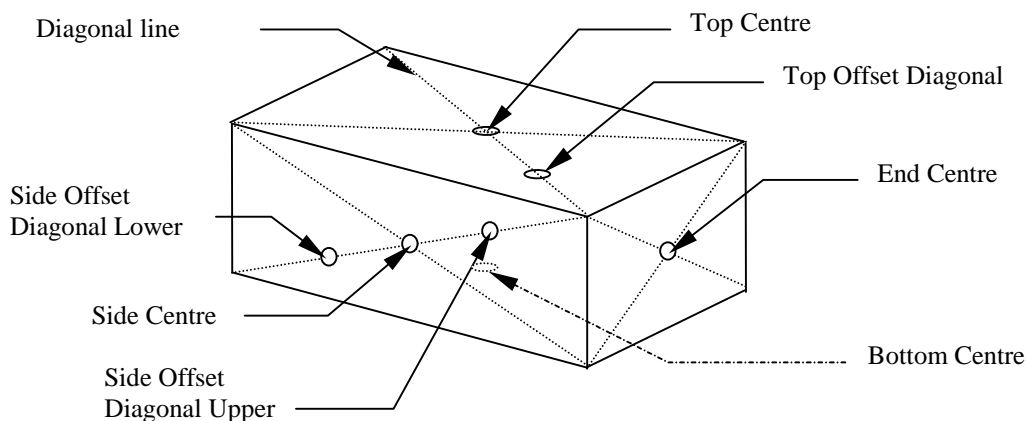 Diagonal line
Top Centre
Top Offset Diagonal
End Centre
Side Offset
Diagonal Lower
Side Centre
Bottom Centre
Side Offset
Diagonal Upper